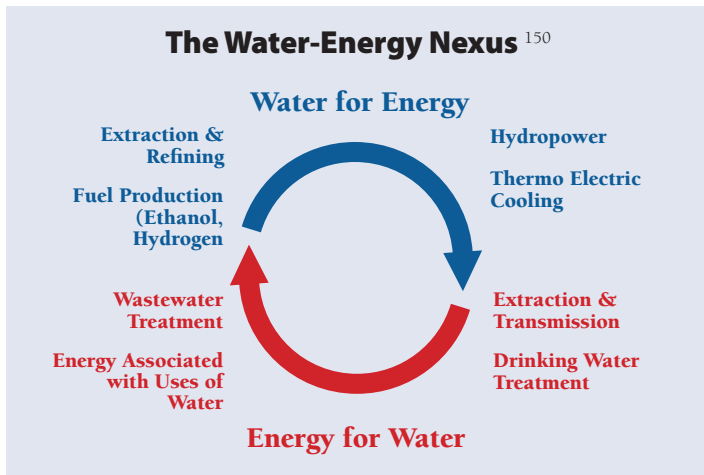 The Water-Energy Nexus 150
Water for Energy
Extraction &
Refining
Fuel Production
(Ethanol,
Hydrogen
Hydropower
Thermo Electric
Cooling
Wastewater
Treatment
Energy Associated
with Uses of
Water
Extraction &
Transmission
Drinking Water
Treatment
Energy for Water